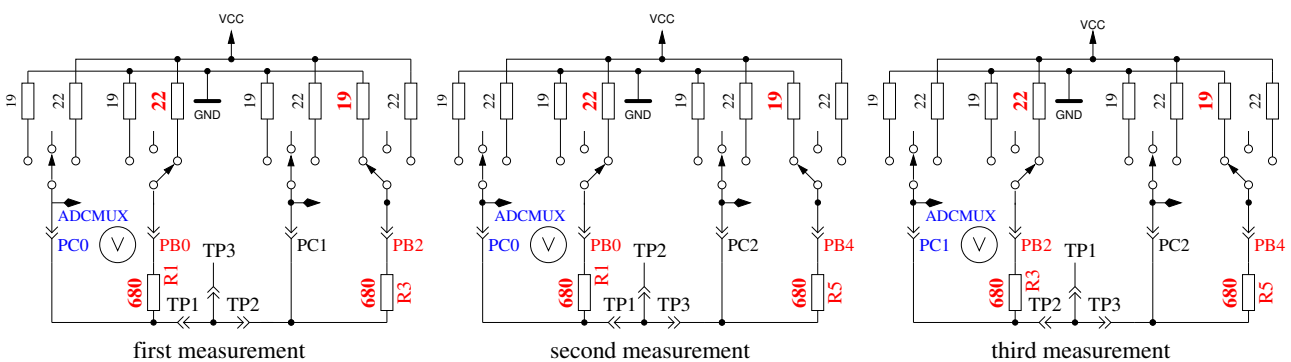 VCC VCC VCC
19 22 19 22 GND 19 22 19 22
19 22 19 22 GND 19 22 19 22
19 22 19 22 GND 19 22 19 22
ADCMUX ADCMUX ADCMUX
PC0 V PB0 TP3 PC1 PB2
PC0 V PB0 TP2 PC2 PB4
PC1 V PB2 TP1 PC2 PB4
680 R1 TP1 TP2 680 R3
680 R1 TP1 TP3 680 R5
680 R3 TP2 TP3 680 R5
first measurement second measurement third measurement